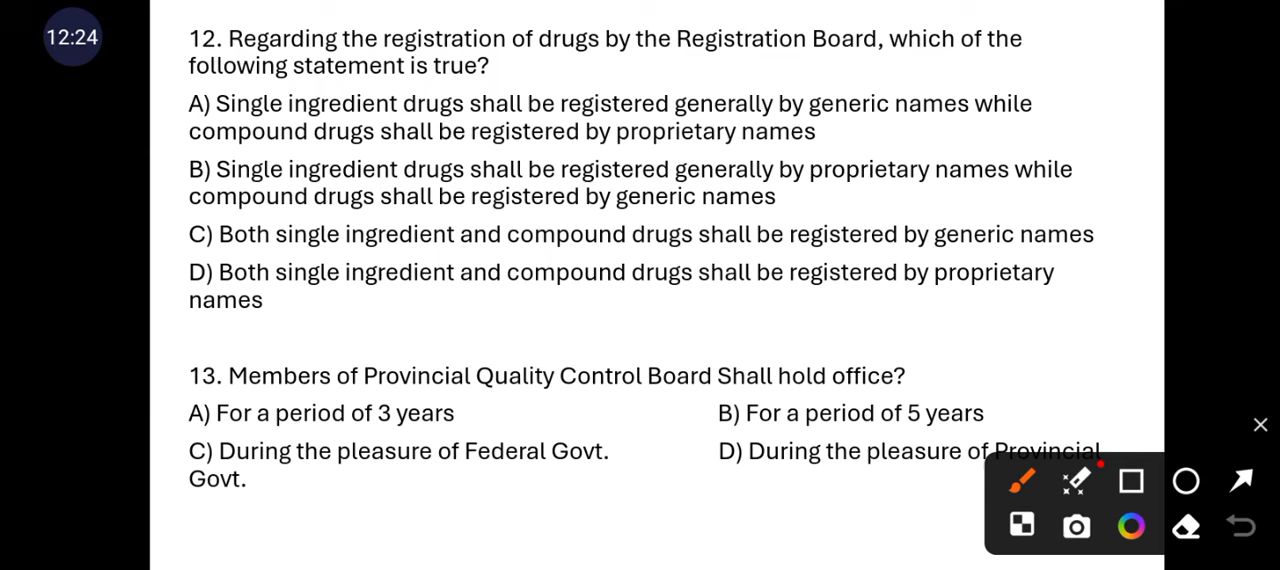 12:24
12. Regarding the registration of drugs by the Registration Board, which of the
following statement is true?
A) Single ingredient drugs shall be registered generally by generic names while
compound drugs shall be registered by proprietary names
B) Single ingredient drugs shall be registered generally by proprietary names while
compound drugs shall be registered by generic names
C) Both single ingredient and compound drugs shall be registered by generic names
D) Both single ingredient and compound drugs shall be registered by proprietary
names
13. Members of Provincial Quality Control Board Shall hold office?
A) For a period of 3 years B) For a period of 5 years
C) During the pleasure of Federal Govt. D) During the pleasure of Provincial
Govt.